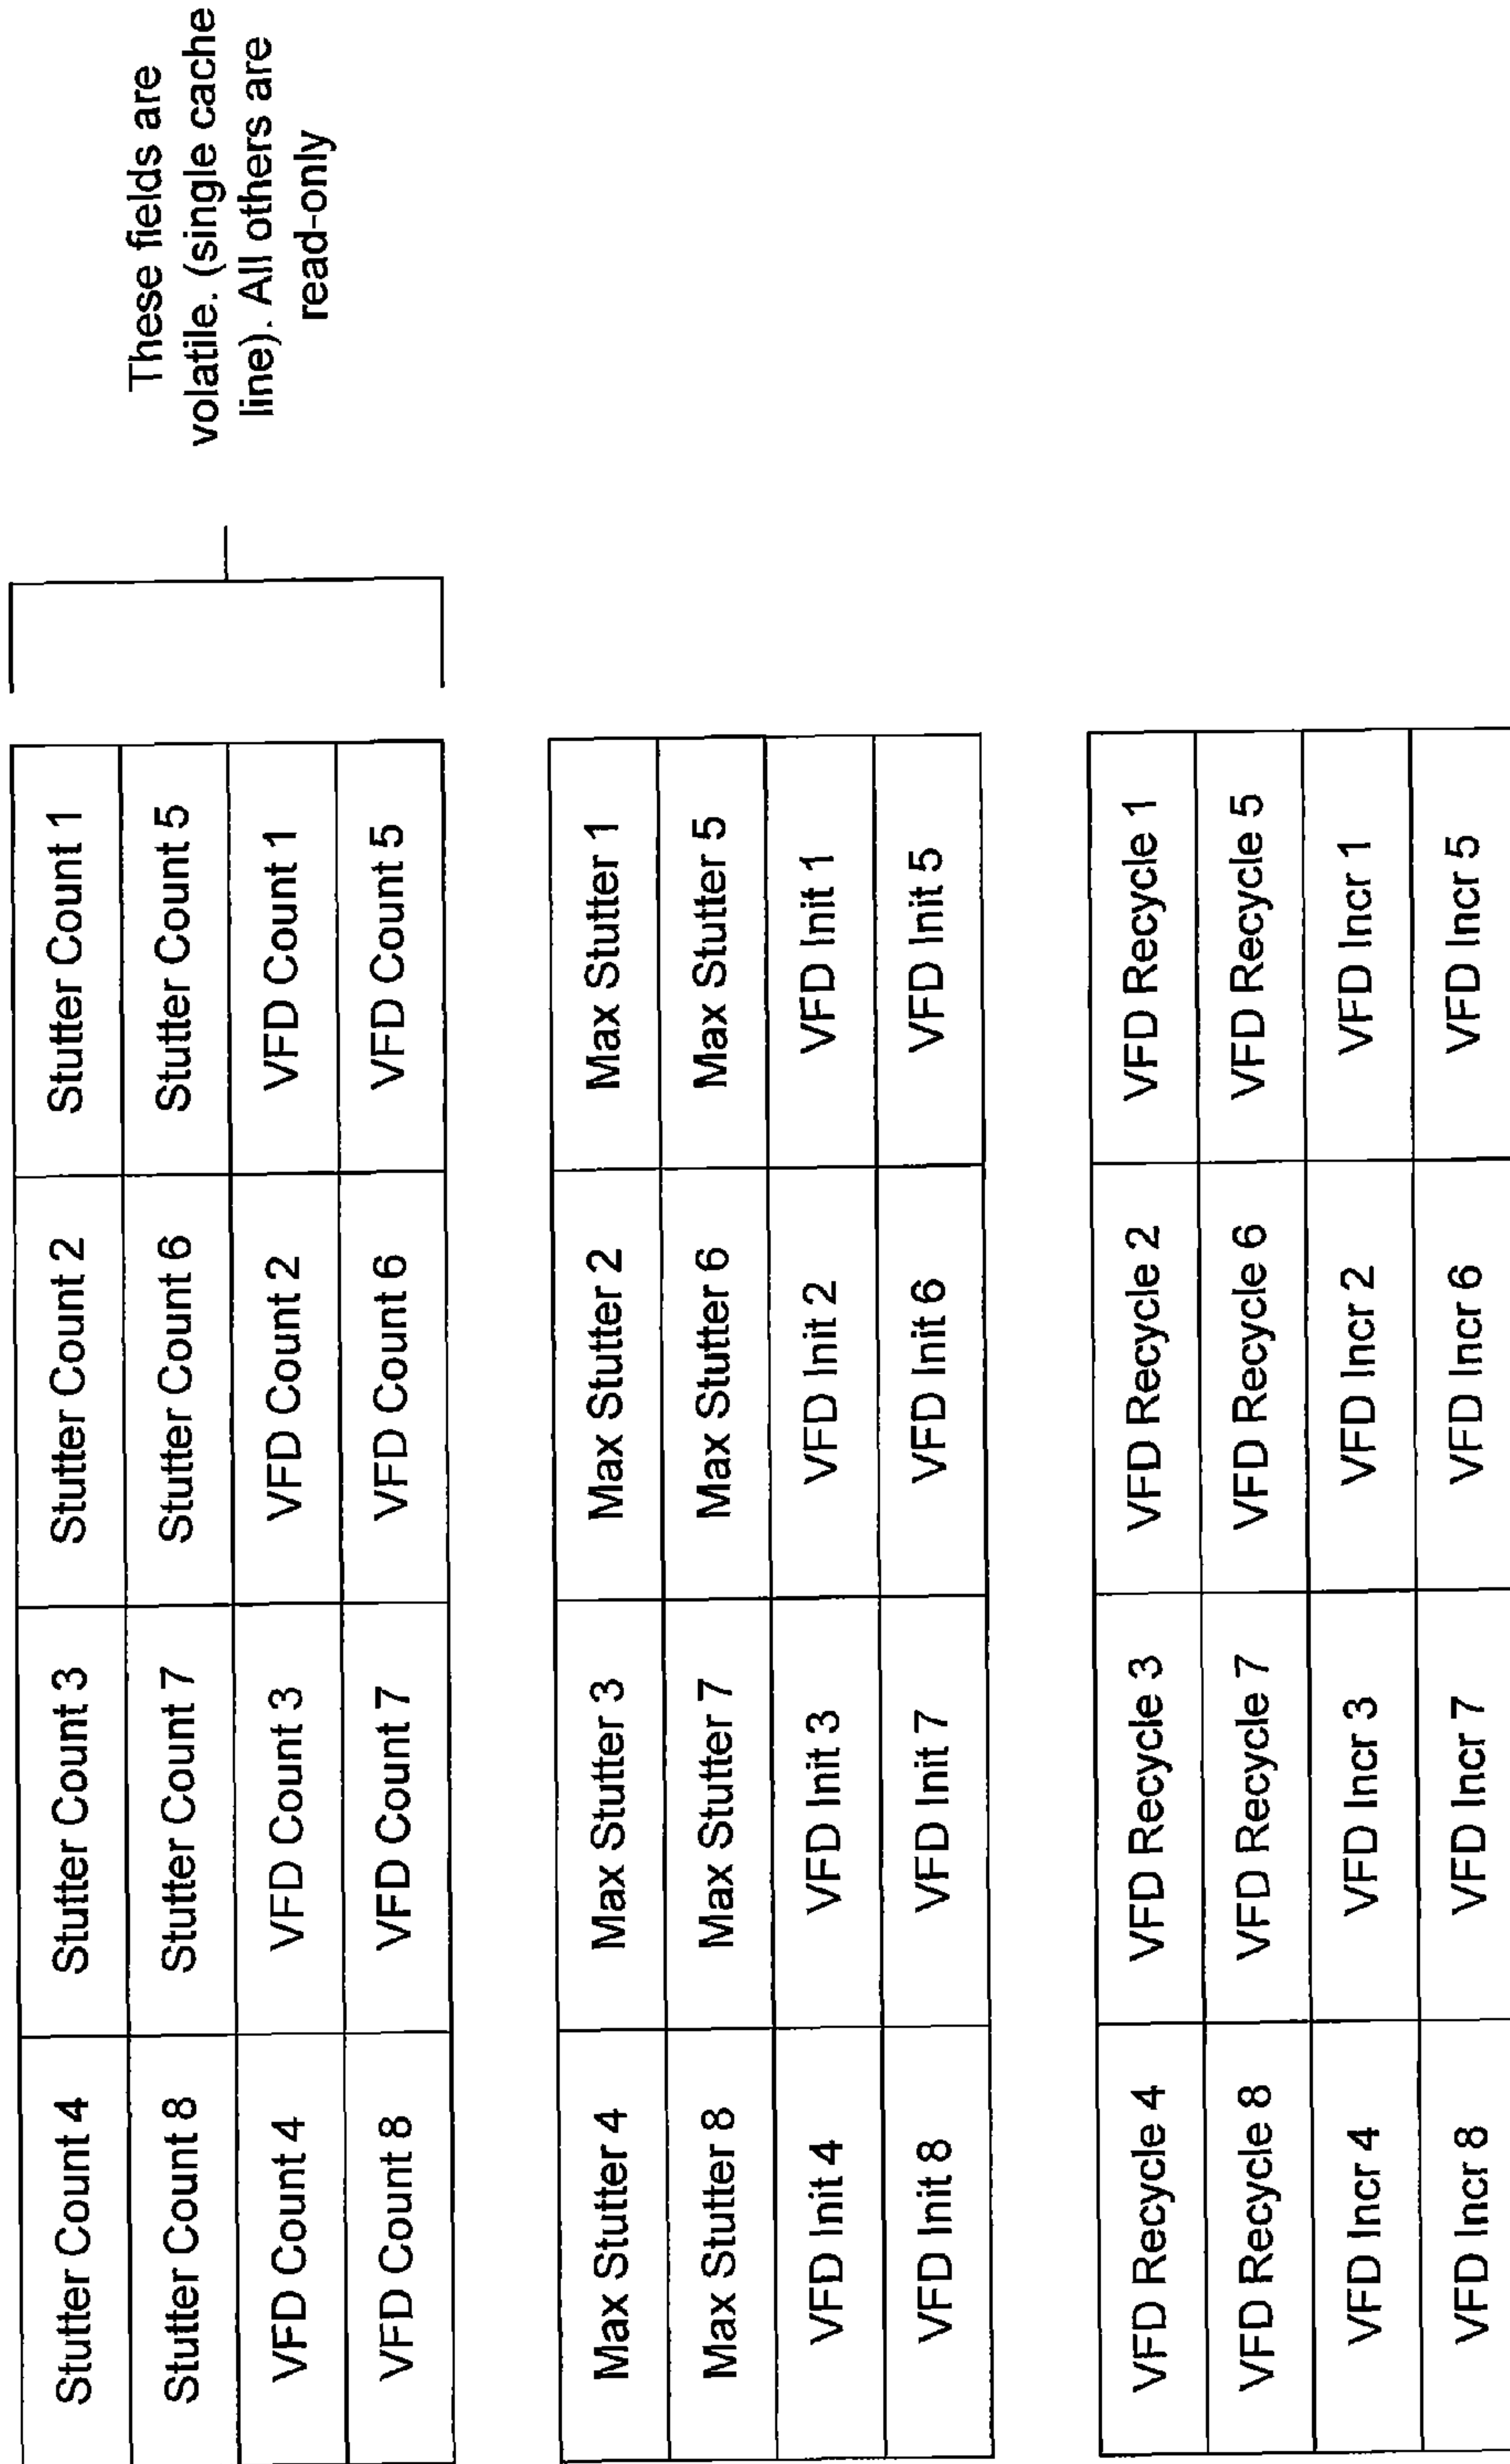 Stutter Count 4 Stutter Count 3 Stutter Count 2 Stutter Count 1
Stutter Count 8 Stutter Count 7 Stutter Count 6 Stutter Count 5
VFD Count 4 VFD Count 3 VFD Count 2 VFD Count 1
VFD Count 8 VFD Count 7 VFD Count 6 VFD Count 5
These fields are
volatile. (single cache
line). All others are
read-only
Max Stutter 4 Max Stutter 3 Max Stutter 2 Max Stutter 1
Max Stutter 8 Max Stutter 7 Max Stutter 6 Max Stutter 5
VFD Init 4 VFD Init 3 VFD Init 2 VFD Init 1
VFD Init 8 VFD Init 7 VFD Init 6 VFD Init 5
VFD Recycle 4 VFD Recycle 3 VFD Recycle 2 VFD Recycle 1
VFD Recycle 8 VFD Recycle 7 VFD Recycle 6 VFD Recycle 5
VFD Incr 4 VFD Incr 3 VFD Incr 2 VFD Incr 1
VFD Incr 8 VFD Incr 7 VFD Incr 6 VFD Incr 5